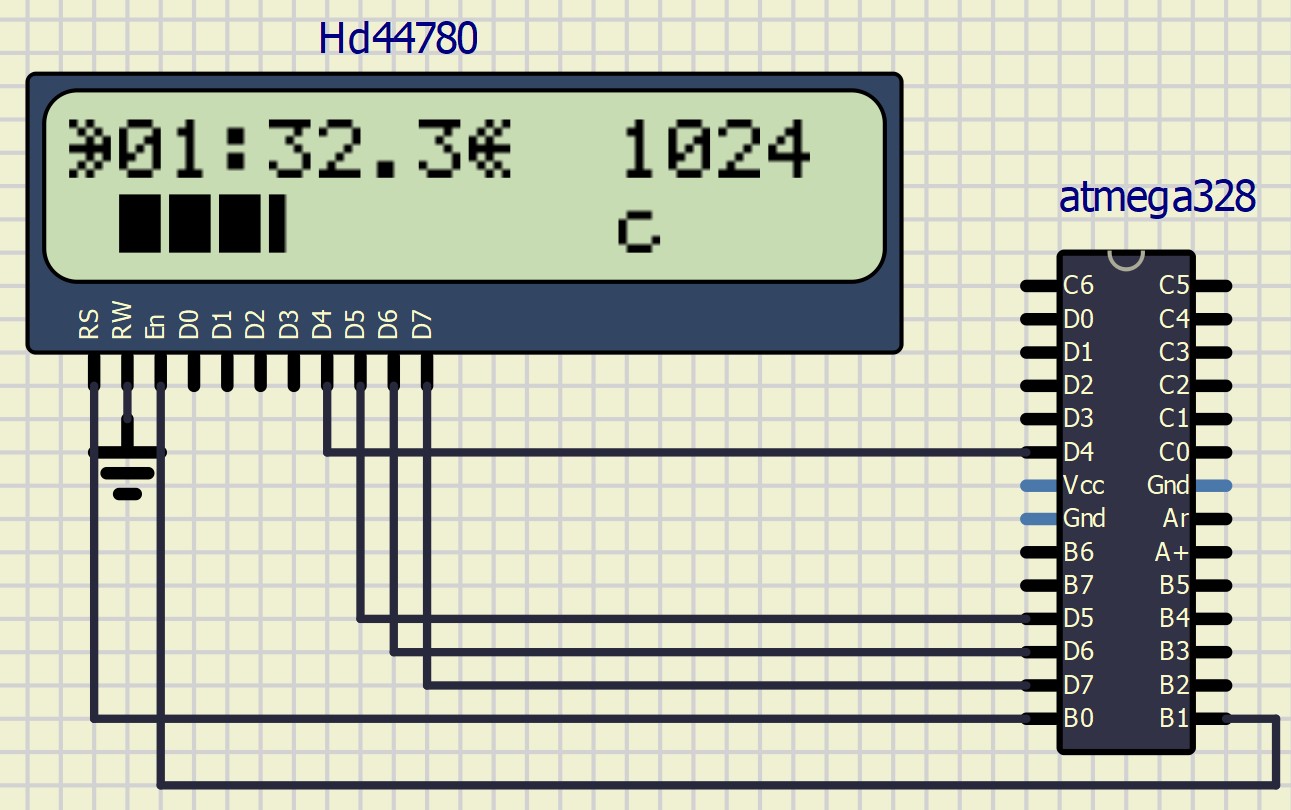 Hd44780
01:32.3 1024
c
RS RW En D0 D1 D2 D3 D4 D5 D6 D7
atmega328
C6 C5
D0 C4
D1 C3
D2 C2
D3 C1
D4 C0
Vcc Gnd
Gnd Ar
B6 A+
B7 B5
D5 B4
D6 B3
D7 B2
B0 B1